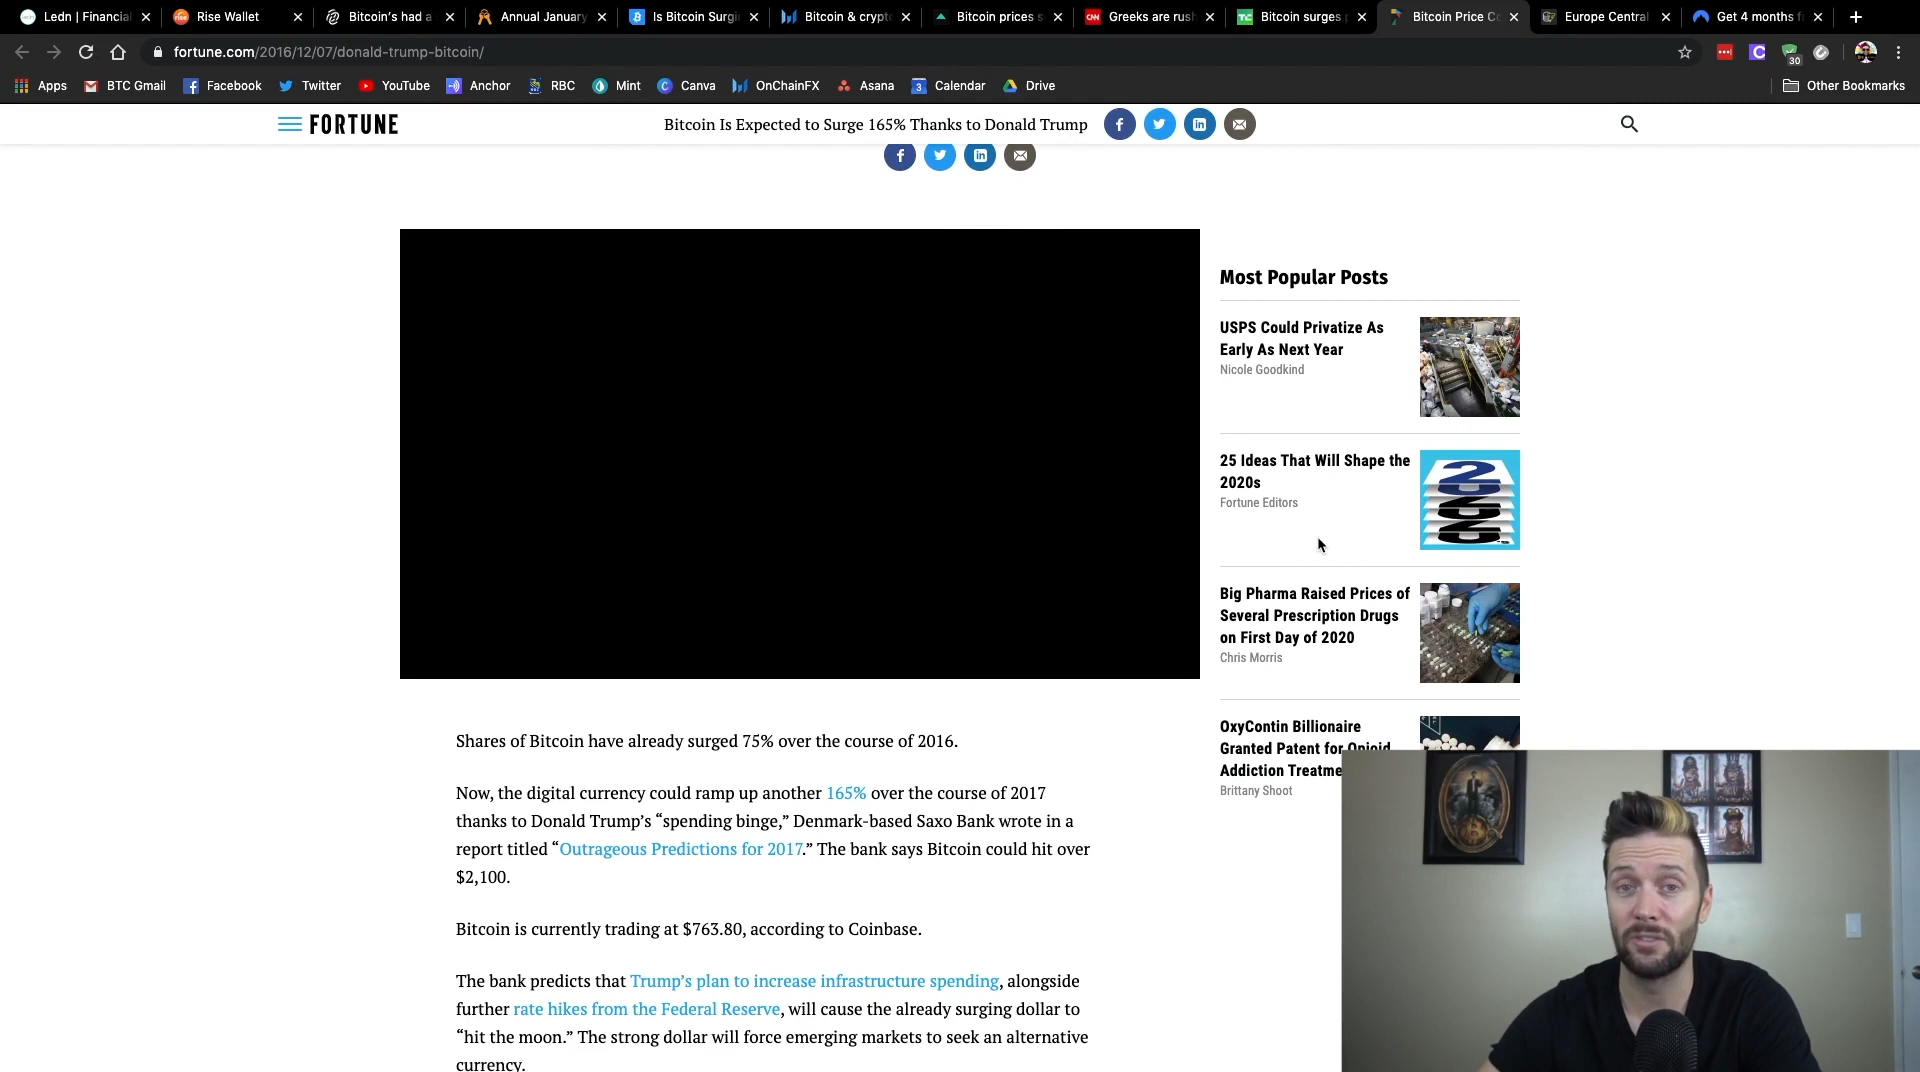 Ledn | Financial
Rise Wallet
Bitcoin's had a
Annual January
Is Bitcoin Surgi
Bitcoin & crypt
Bitcoin prices s
CNN Greeks are rush
TC Bitcoin surges p
Bitcoin Price C
Europe Central
Get 4 months f
fortune.com/2016/12/07/donald-trump-bitcoin/
30
Apps
BTC Gmail
Facebook
Twitter
YouTube
Anchor
RBC
Mint
Canva
OnChainFX
Asana
3 Calendar
Drive
Other Bookmarks
FORTUNE
Bitcoin Is Expected to Surge 165% Thanks to Donald Trump
Most Popular Posts
USPS Could Privatize As
Early As Next Year
Nicole Goodkind
25 Ideas That Will Shape the
2020s
Fortune Editors
Big Pharma Raised Prices of
Several Prescription Drugs
on First Day of 2020
Chris Morris
OxyContin Billionaire
Granted Patent for Opioid
Addiction Treatme
Brittany Shoot
Shares of Bitcoin have already surged 75% over the course of 2016.
Now, the digital currency could ramp up another 165% over the course of 2017
thanks to Donald Trump's “spending binge,” Denmark-based Saxo Bank wrote in a
report titled “Outrageous Predictions for 2017.” The bank says Bitcoin could hit over
$2,100.
Bitcoin is currently trading at $763.80, according to Coinbase.
The bank predicts that Trump's plan to increase infrastructure spending, alongside
further rate hikes from the Federal Reserve, will cause the already surging dollar to
“hit the moon.” The strong dollar will force emerging markets to seek an alternative
currency.